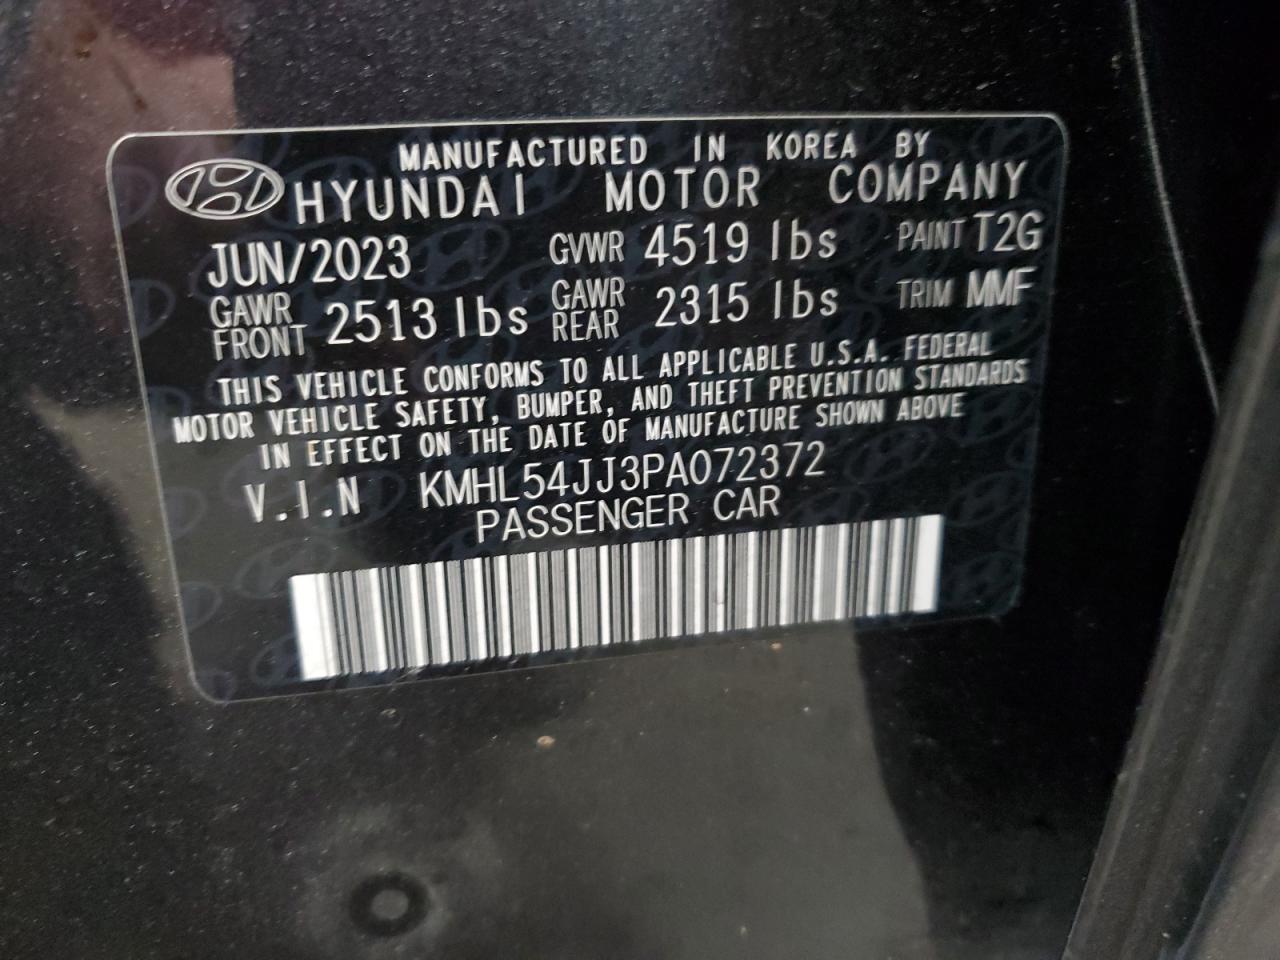 MANUFACTURED IN KOREA BY
HYUNDAI MOTOR COMPANY
JUN/2023 GVWR 4519 lbs PAINT T2G
GAWR FRONT 2513 lbs GAWR REAR 2315 lbs TRIM MMF
THIS VEHICLE CONFORMS TO ALL APPLICABLE U.S.A. FEDERAL
MOTOR VEHICLE SAFETY, BUMPER, AND THEFT PREVENTION STANDARDS
IN EFFECT ON THE DATE OF MANUFACTURE SHOWN ABOVE
V.I.N KMHL54JJ3PA072372
PASSENGER CAR